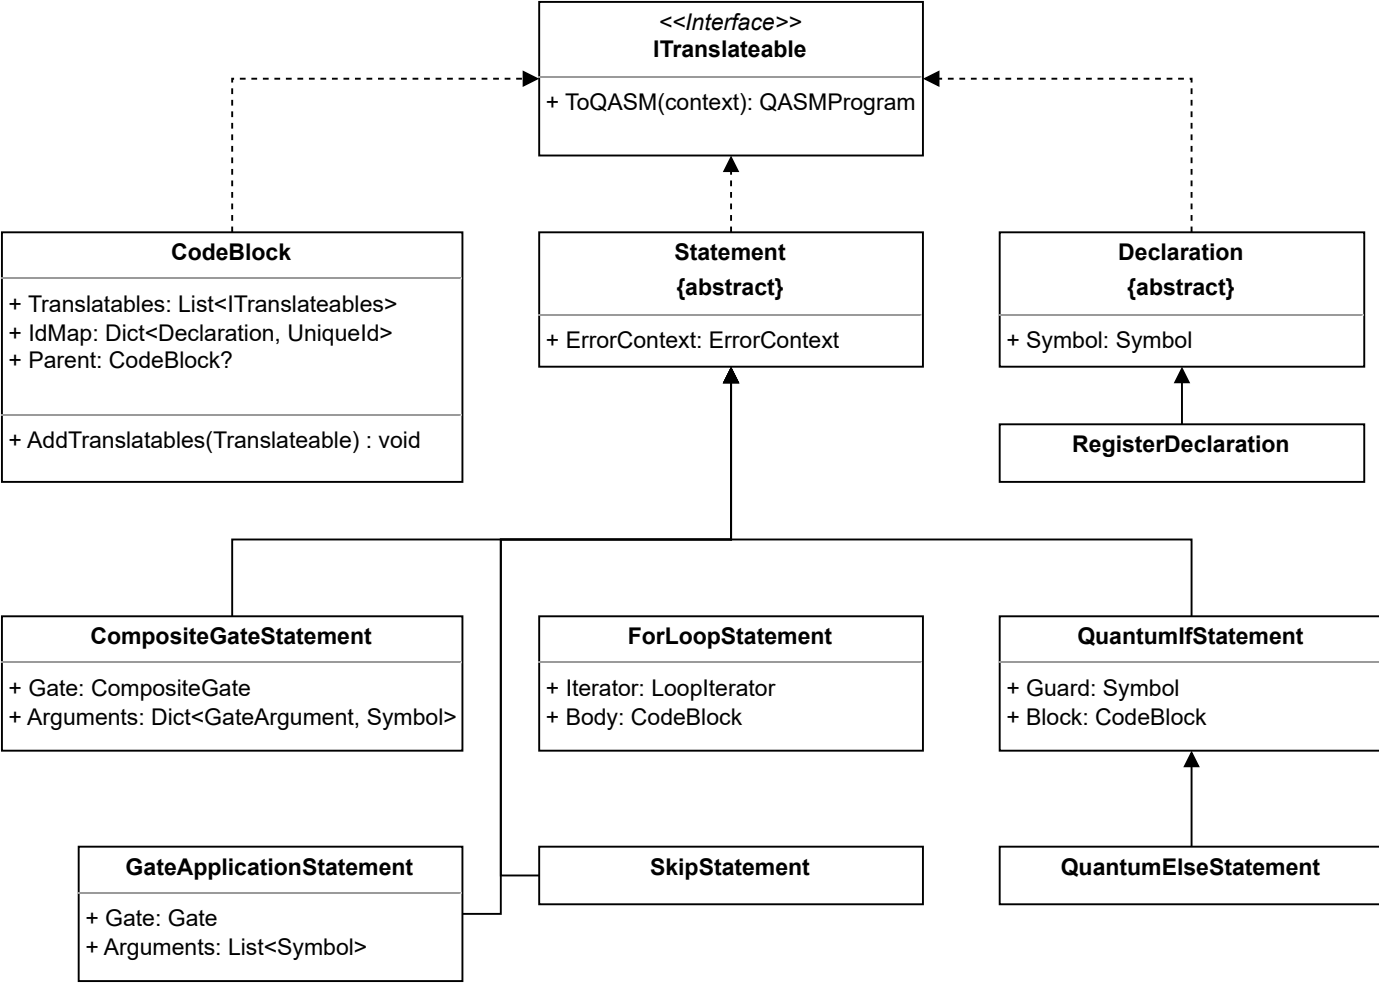 <<Interface>>
ITranslateable
+ ToQASM(context): QASMProgram
CodeBlock
+ Translatables: List<ITranslateables>
+ IdMap: Dict<Declaration, UniqueId>
+ Parent: CodeBlock?
+ AddTranslatables(Translateable) : void
Statement
{abstract}
+ ErrorContext: ErrorContext
Declaration
{abstract}
+ Symbol: Symbol
RegisterDeclaration
CompositeGateStatement
+ Gate: CompositeGate
+ Arguments: Dict<GateArgument, Symbol>
ForLoopStatement
+ Iterator: LoopIterator
+ Body: CodeBlock
QuantumIfStatement
+ Guard: Symbol
+ Block: CodeBlock
GateApplicationStatement
+ Gate: Gate
+ Arguments: List<Symbol>
SkipStatement
QuantumElseStatement